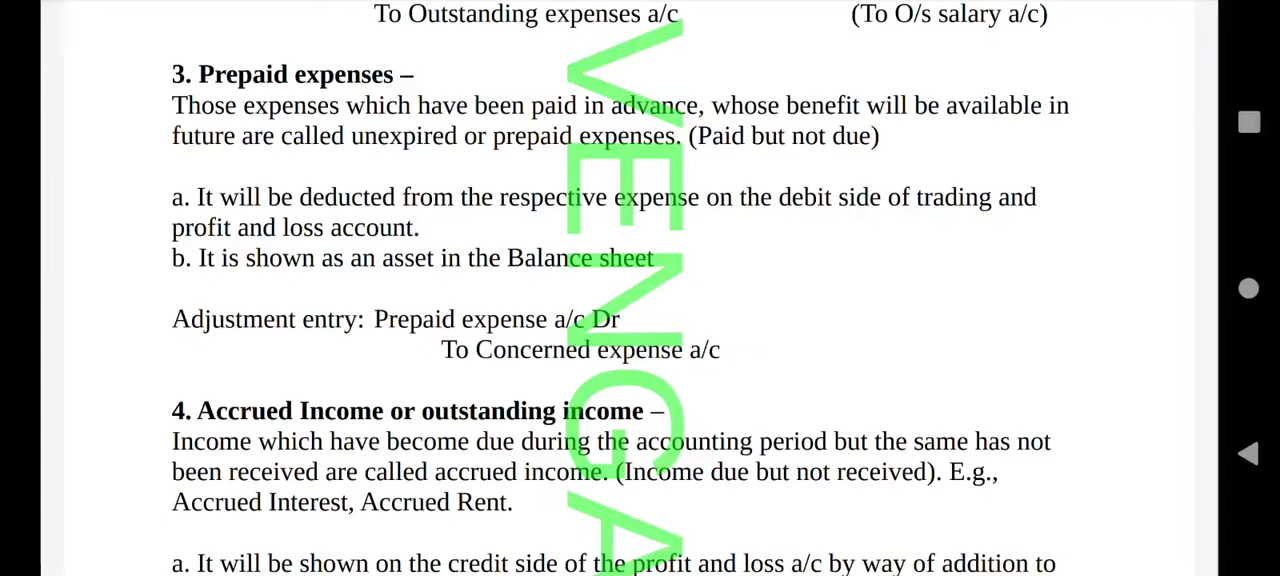 To Outstanding expenses a/c (To O/s salary a/c)
3. Prepaid expenses –
Those expenses which have been paid in advance, whose benefit will be available in
future are called unexpired or prepaid expenses. (Paid but not due)
a. It will be deducted from the respective expense on the debit side of trading and
profit and loss account.
b. It is shown as an asset in the Balance sheet
Adjustment entry: Prepaid expense a/c Dr
To Concerned expense a/c
4. Accrued Income or outstanding income –
Income which have become due during the accounting period but the same has not
been received are called accrued income. (Income due but not received). E.g.,
Accrued Interest, Accrued Rent.
a. It will be shown on the credit side of the profit and loss a/c by way of addition to
VENGA